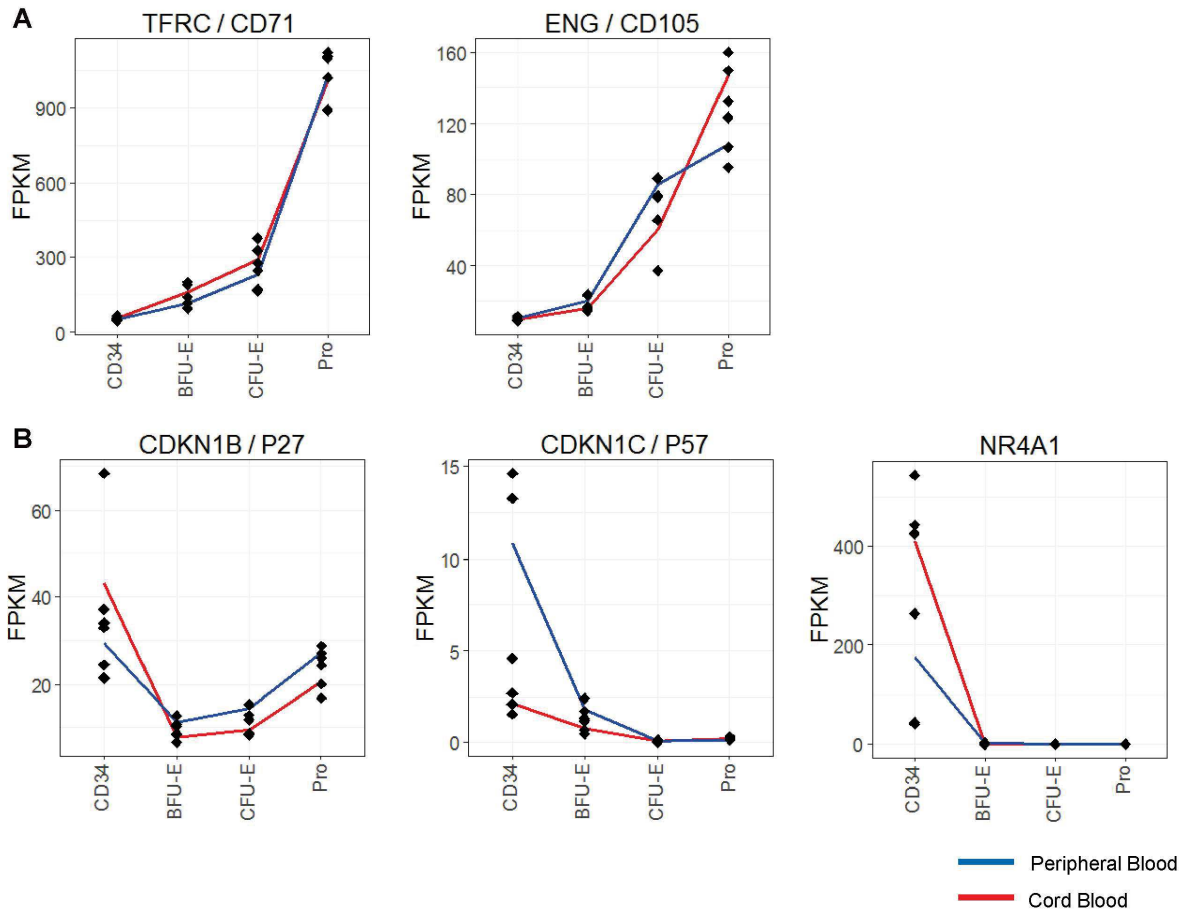 A
TFRC / CD71
ENG / CD105
FPKM
900
600
300
0
CD34
BFU-E
CFU-E
Pro
FPKM
160
120
80
40
CD34
BFU-E
CFU-E
Pro
B
CDKN1B / P27
CDKN1C / P57
NR4A1
FPKM
60
40
20
CD34
BFU-E
CFU-E
Pro
FPKM
15
10
5
0
CD34
BFU-E
CFU-E
Pro
FPKM
400
200
0
CD34
BFU-E
CFU-E
Pro
Peripheral Blood
Cord Blood